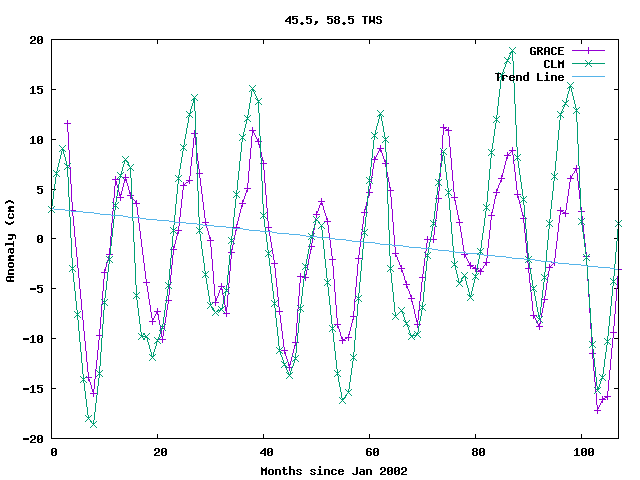 45.5, 58.5 TWS
GRACE
CLM
Trend Line
Anomaly (cm)
20
15
10
5
0
-5
-10
-15
-20
0 20 40 60 80 100
Months since Jan 2002